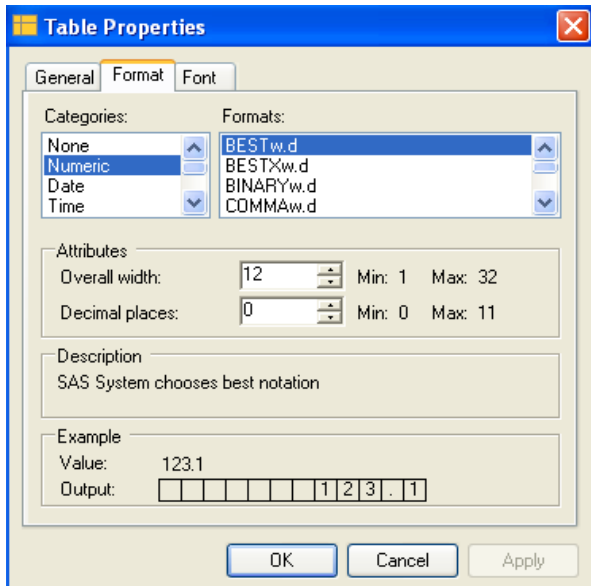 Table Properties
General Format Font
Categories: Formats:
None BESTw.d
Numeric BESTXw.d
Date BINARYw.d
Time COMMAw.d
Attributes
Overall width: 12 Min: 1 Max: 32
Decimal places: 0 Min: 0 Max: 11
Description
SAS System chooses best notation
Example
Value: 123.1
Output: 1 2 3 . 1
OK Cancel Apply